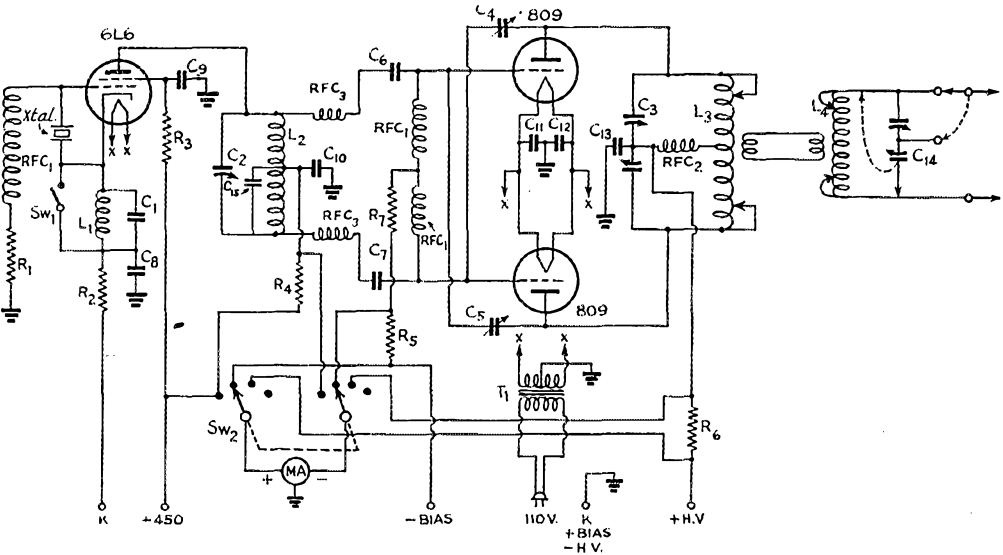 6L6
C4
809
C9
C6
RFC3
Xtal.
R3
RFC1
C3
L3
L4
C11
C12
C13
RFC1
L2
C2
C10
C15
RFC2
C14
X X
X
X
Sw1
L1
C1
R7
RFC3
RFC1
C7
R1
C8
R2
R4
C5
809
R5
X
X
T1
Sw2
R6
+ MA -
K
+450
-BIAS
110V.
K
+BIAS
-H V.
+H.V